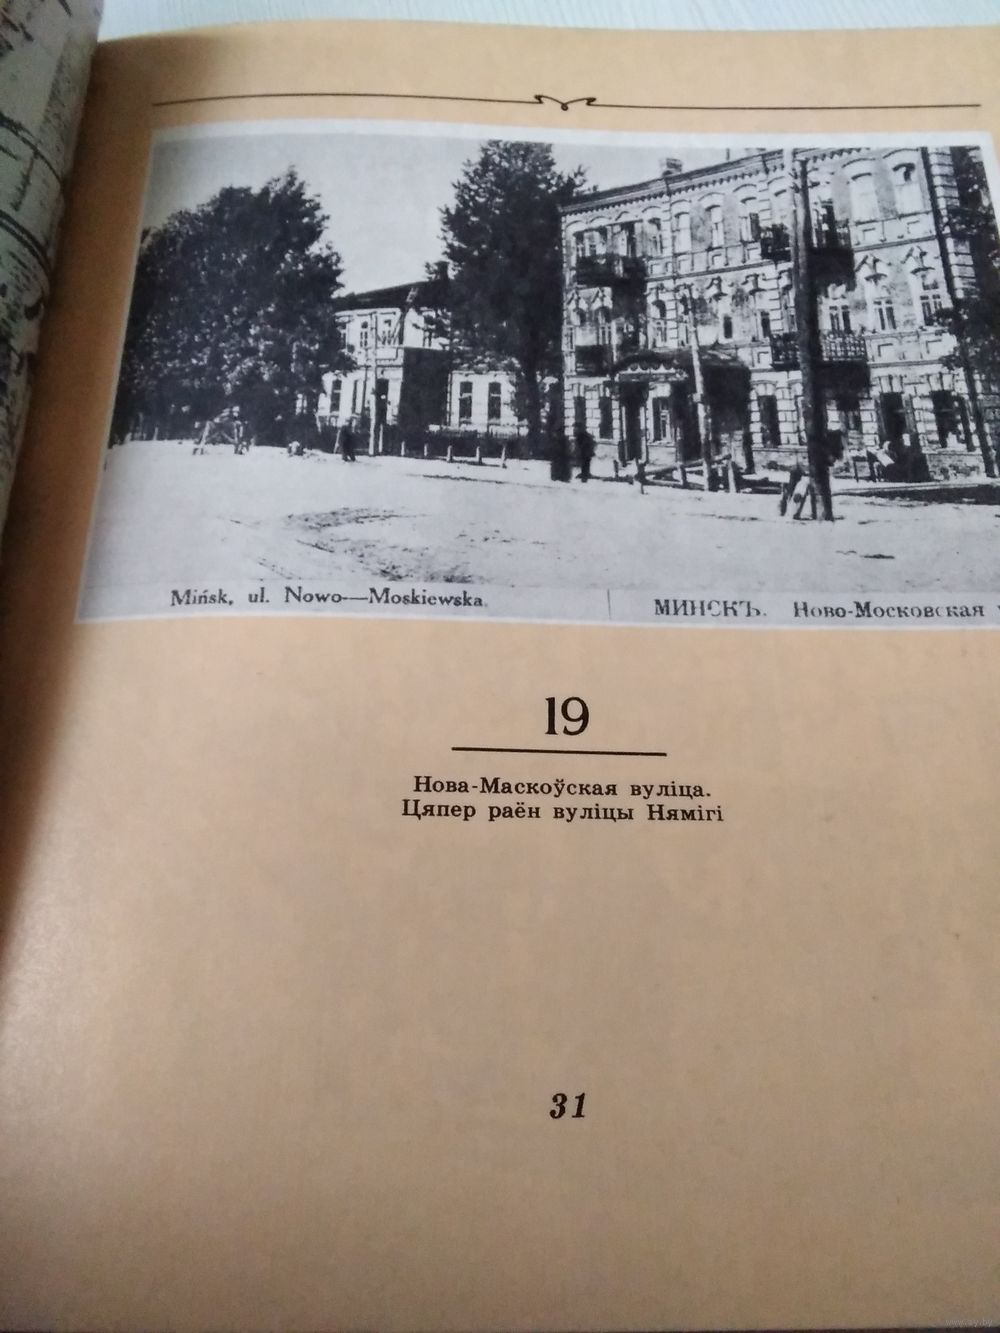 Mińsk, ul. Nowo—Moskiewska.
МИНСКЪ. Ново-Московская
19
Нова-Маскоўская вуліца.
Цяпер раён вуліцы Нямігі
31